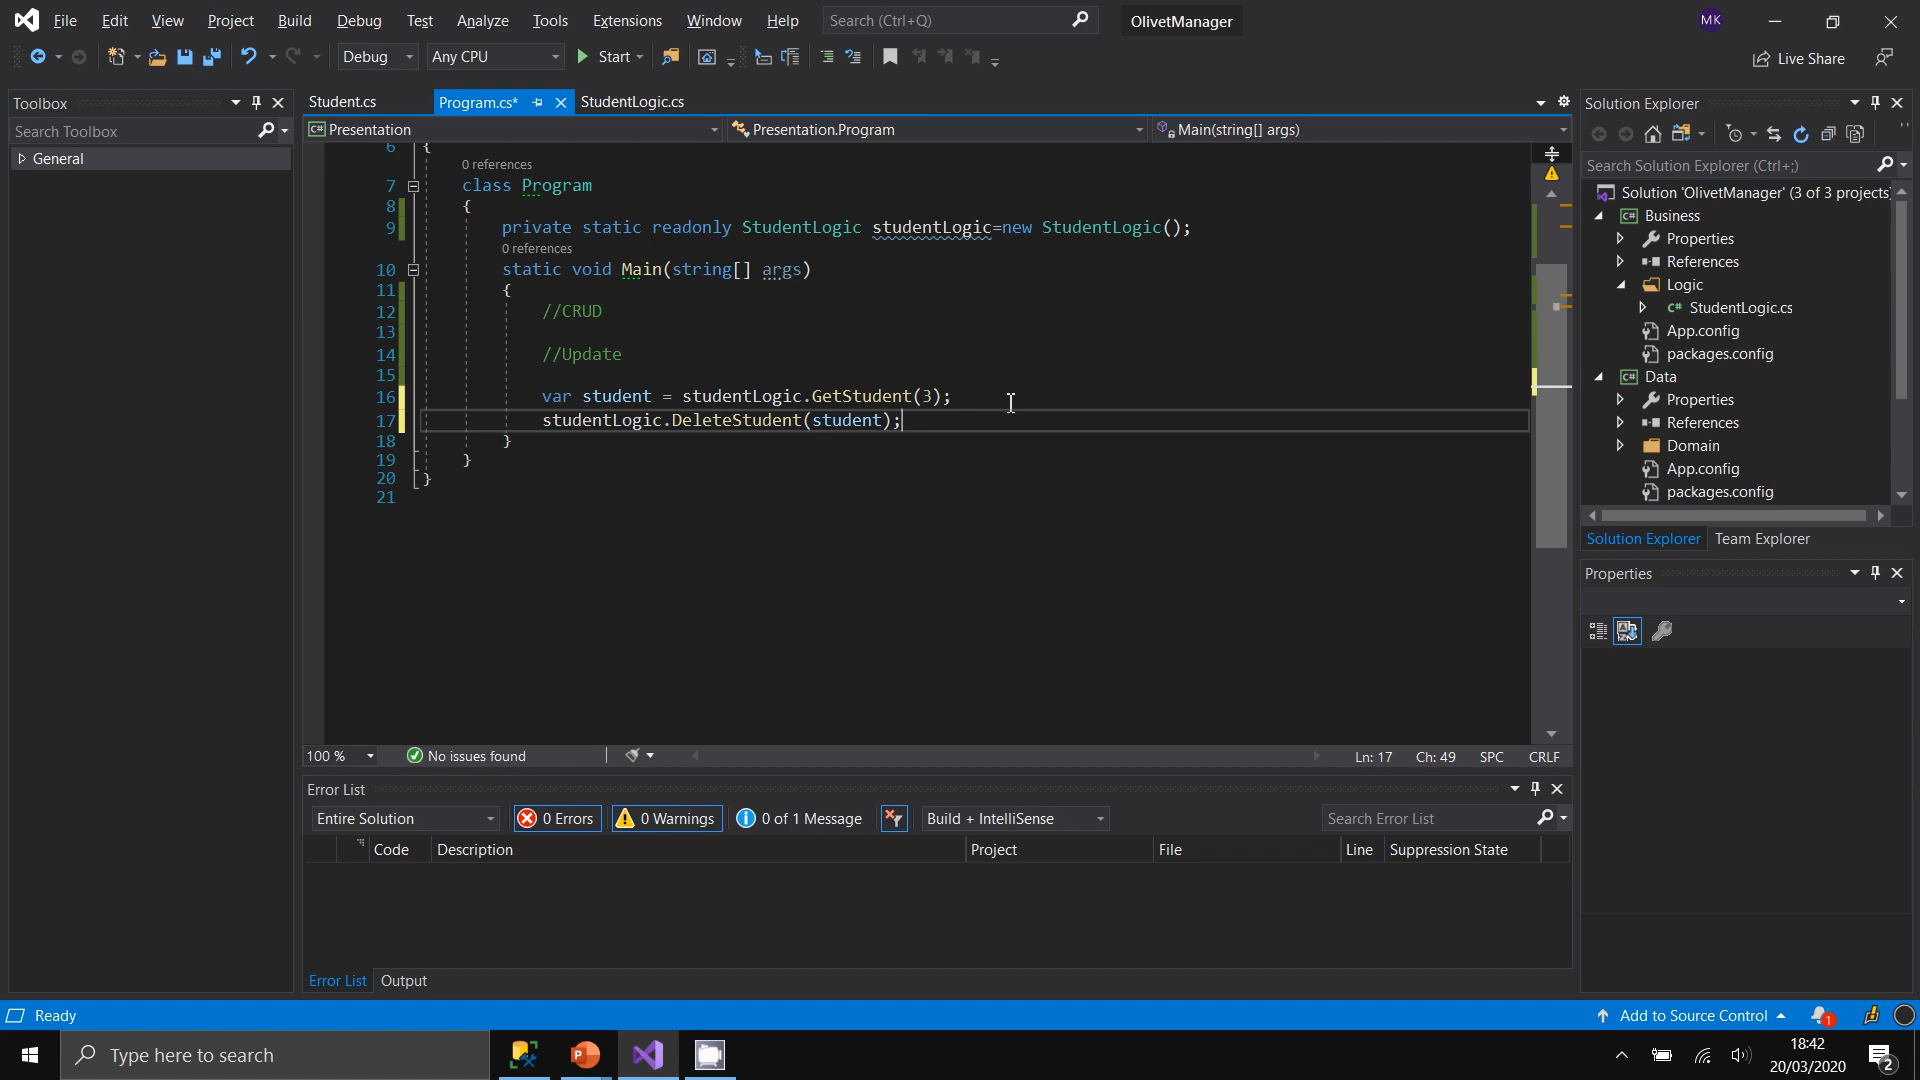 File Edit View Project Build Debug Test Analyze Tools Extensions Window Help Search (Ctrl+Q) OlivetManager MK
Debug Any CPU Start Live Share
Toolbox
Search Toolbox
General
Student.cs Program.cs* StudentLogic.cs
Presentation Presentation.Program Main(string[] args)
6 {
0 references
7 class Program
8 {
9 private static readonly StudentLogic studentLogic=new StudentLogic();
0 references
10 static void Main(string[] args)
11 {
12 //CRUD
13
14 //Update
15
16 var student = studentLogic.GetStudent(3);
17 studentLogic.DeleteStudent(student);
18 }
19 }
20 }
21
100 % No issues found Ln: 17 Ch: 49 SPC CRLF
Error List
Entire Solution 0 Errors 0 Warnings 0 of 1 Message Build + IntelliSense Search Error List
Code Description Project File Line Suppression State
Error List Output
Solution Explorer
Search Solution Explorer (Ctrl+;)
Solution 'OlivetManager' (3 of 3 projects)
C# Business
Properties
References
Logic
C# StudentLogic.cs
App.config
packages.config
C# Data
Properties
References
Domain
App.config
packages.config
Solution Explorer Team Explorer
Properties
Ready Add to Source Control 1
Type here to search
18:42
20/03/2020
2